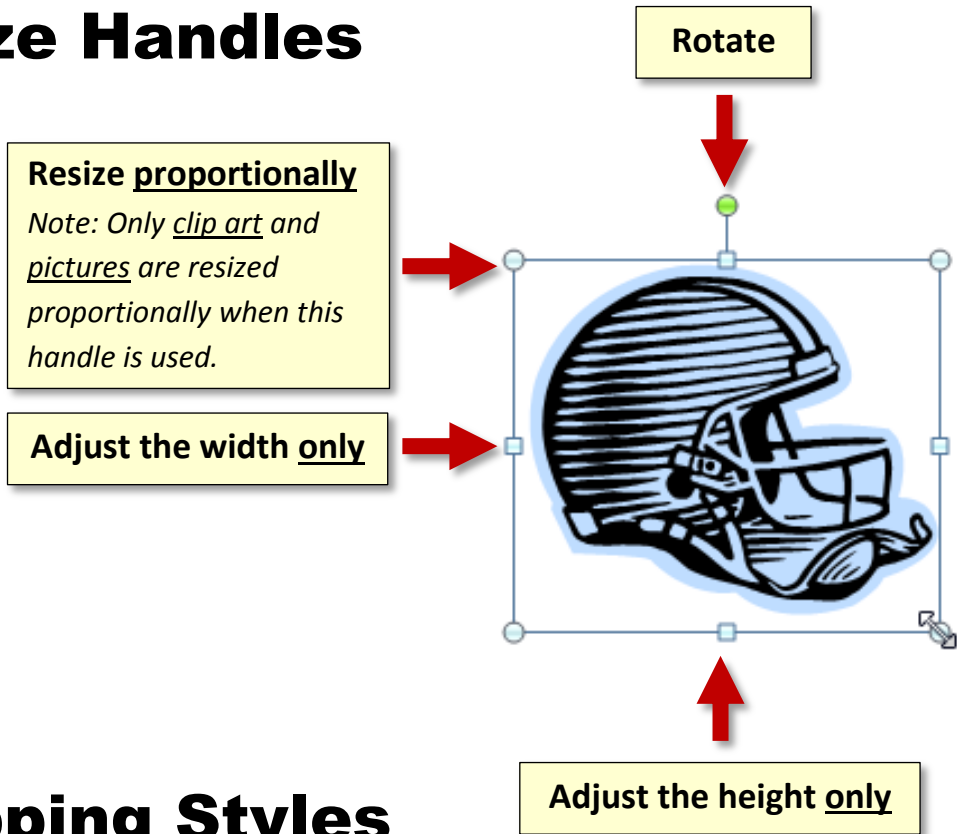 ze Handles
Rotate
Resize proportionally
Note: Only clip art and
pictures are resized
proportionally when this
handle is used.
Adjust the width only
Adjust the height only
pping Styles